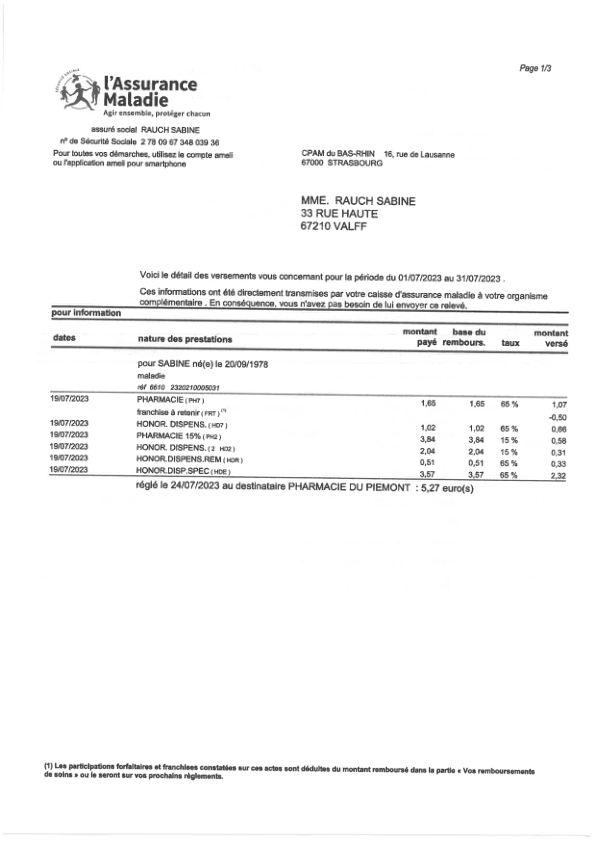 Page 1/3
SÉCURITÉ SOCIALE
l'Assurance
Maladie
Agir ensemble, protéger chacun
assuré social RAUCH SABINE
n° de Sécurité Sociale 2 78 09 67 348 039 36
Pour toutes vos démarches, utilisez le compte ameli
ou l'application ameli pour smartphone
CPAM du BAS-RHIN 16, rue de Lausanne
67000 STRASBOURG
MME. RAUCH SABINE
33 RUE HAUTE
67210 VALFF
Voici le détail des versements vous concernant pour la période du 01/07/2023 au 31/07/2023 .
Ces informations ont été directement transmises par votre caisse d'assurance maladie à votre organisme
complémentaire . En conséquence, vous n'avez pas besoin de lui envoyer ce relevé.
pour information
dates nature des prestations montant payé base du rembours. taux montant versé
pour SABINE né(e) le 20/09/1978
maladie
réf 6610 2320210005031
19/07/2023 PHARMACIE ( PH7 ) 1,65 1,65 65 % 1,07
franchise à retenir ( FRT ) (1) -0,50
19/07/2023 HONOR. DISPENS. ( HD7 ) 1,02 1,02 65 % 0,66
19/07/2023 PHARMACIE 15% ( PH2 ) 3,84 3,84 15 % 0,58
19/07/2023 HONOR. DISPENS. ( 2 HD2 ) 2,04 2,04 15 % 0,31
19/07/2023 HONOR.DISPENS.REM ( HDR ) 0,51 0,51 65 % 0,33
19/07/2023 HONOR.DISP.SPEC ( HDE ) 3,57 3,57 65 % 2,32
réglé le 24/07/2023 au destinataire PHARMACIE DU PIEMONT : 5,27 euro(s)
(1) Les participations forfaitaires et franchises constatées sur ces actes sont déduites du montant remboursé dans la partie « Vos remboursements
de soins » ou le seront sur vos prochains règlements.